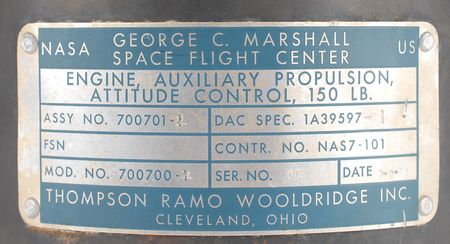 NASA GEORGE C. MARSHALL US
SPACE FLIGHT CENTER
ENGINE, AUXILIARY PROPULSION,
ATTITUDE CONTROL, 150 LB.
ASSY NO. 700701- DAC SPEC. 1A39597-
FSN CONTR. NO. NAS7-101
MOD. NO. 700700- SER. NO. DATE
THOMPSON RAMO WOOLDRIDGE INC.
CLEVELAND, OHIO